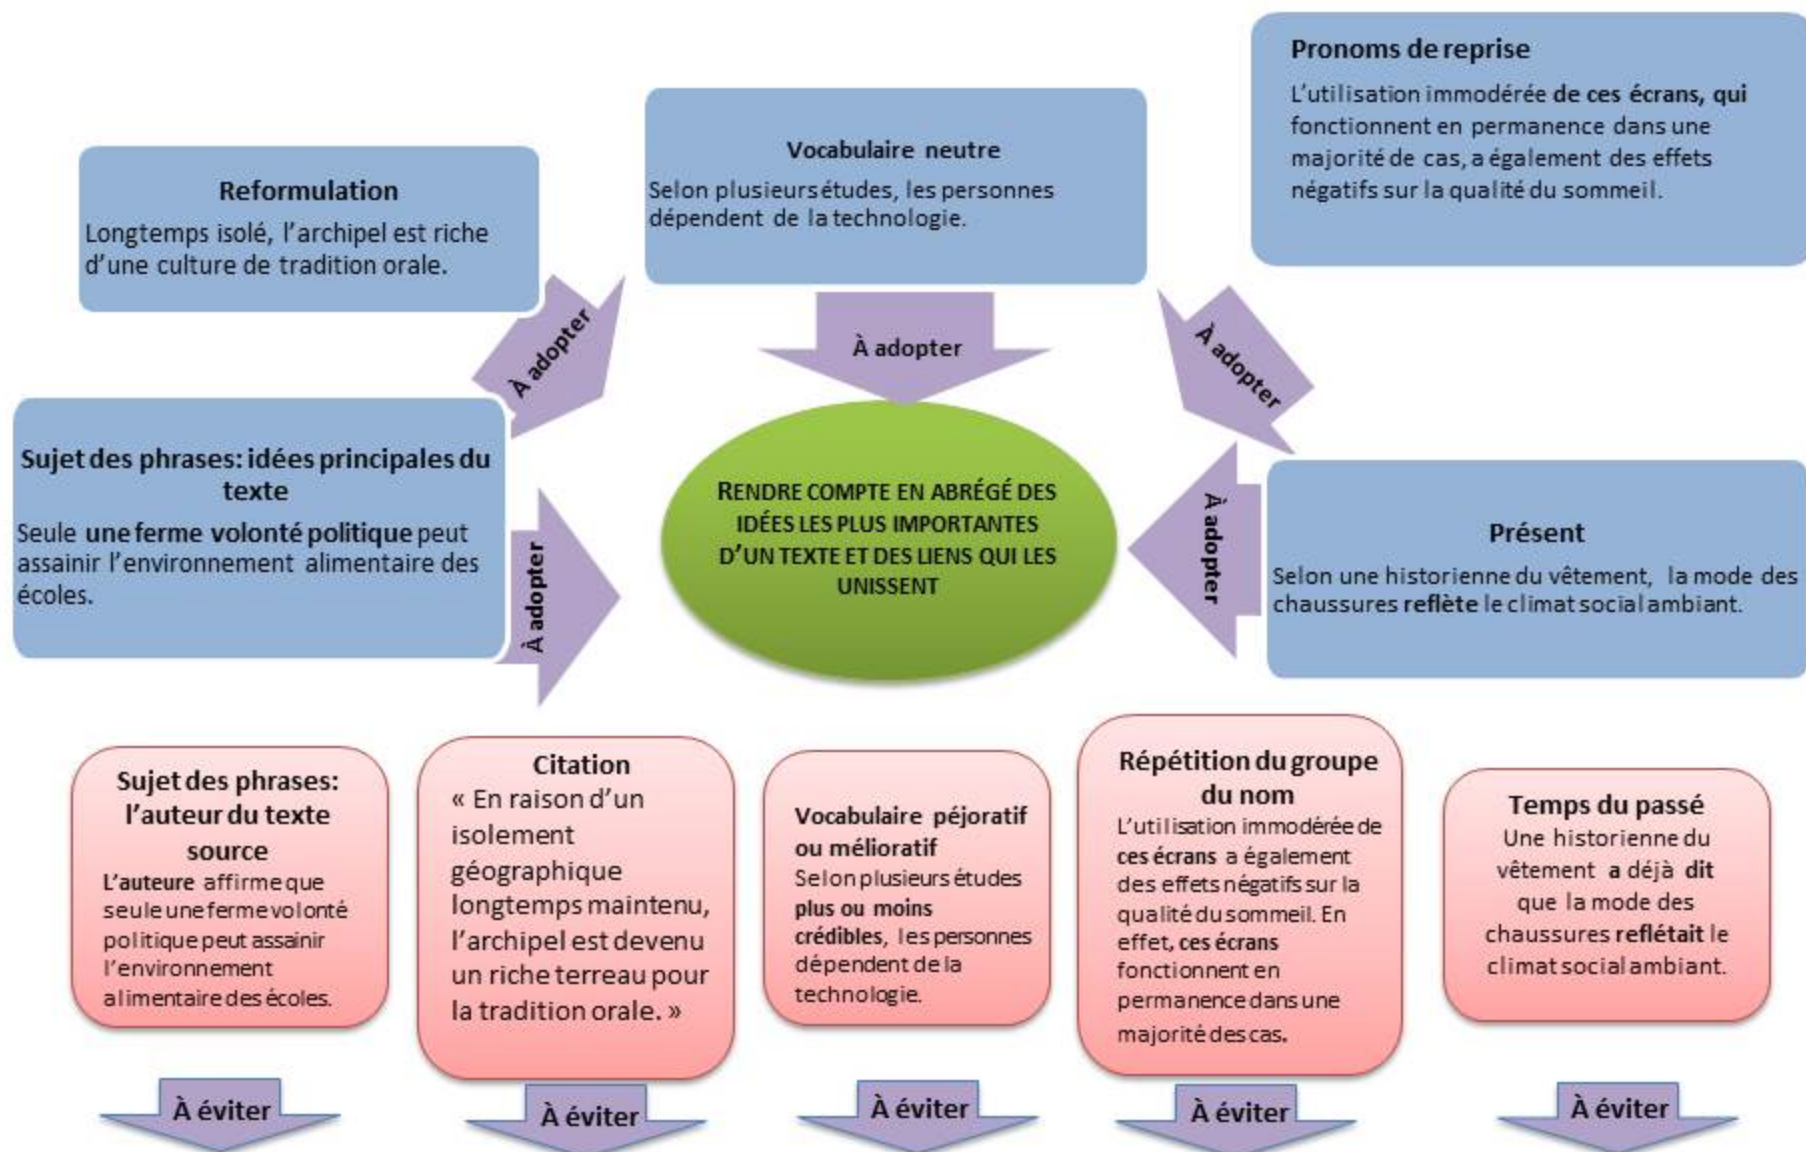 Pronoms de reprise
L'utilisation immodérée de ces écrans, qui
fonctionnent en permanence dans une
majorité de cas, a également des effets
négatifs sur la qualité du sommeil.
Vocabulaire neutre
Selon plusieurs études, les personnes
dépendent de la technologie.
Reformulation
Longtemps isolé, l'archipel est riche
d'une culture de tradition orale.
À adopter
À adopter
À adopter
Sujet des phrases: idées principales du
texte
Seule une ferme volonté politique peut
assainir l'environnement alimentaire des
écoles.
À adopter
RENDRE COMPTE EN ABRÉGÉ DES
IDÉES LES PLUS IMPORTANTES
D'UN TEXTE ET DES LIENS QUI LES
UNISSENT
À adopter
Présent
Selon une historienne du vêtement, la mode des
chaussures reflète le climat social ambiant.
Sujet des phrases:
l'auteur du texte
source
L'auteure affirme que
seule une ferme volonté
politique peut assainir
l'environnement
alimentaire des écoles.
À éviter
Citation
« En raison d'un
isolement
géographique
longtemps maintenu,
l'archipel est devenu
un riche terreau pour
la tradition orale. »
À éviter
Vocabulaire péjoratif
ou mélioratif
Selon plusieurs études
plus ou moins
crédibles, les personnes
dépendent de la
technologie.
À éviter
Répétition du groupe
du nom
L'utilisation immodérée de
ces écrans a également
des effets négatifs sur la
qualité du sommeil. En
effet, ces écrans
fonctionnent en
permanence dans une
majorité des cas.
À éviter
Temps du passé
Une historienne du
vêtement a déjà dit
que la mode des
chaussures reflétait le
climat social ambiant.
À éviter